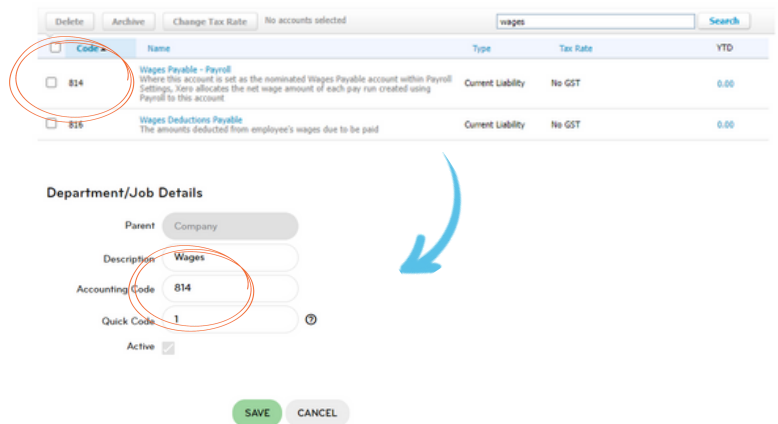 Delete Archive Change Tax Rate No accounts selected wages Search
Code Name Type Tax Rate YTD
Wages Payable - Payroll
814 Where this account is set as the nominated Wages Payable account within Payroll Settings, Xero allocates the net wage amount of each pay run created using Payroll to this account Current Liability No GST 0.00
Wages Deductions Payable
816 The amounts deducted from employee's wages due to be paid Current Liability No GST 0.00
Department/Job Details
Parent Company
Description Wages
Accounting Code 814
Quick Code 1 ?
Active
SAVE CANCEL